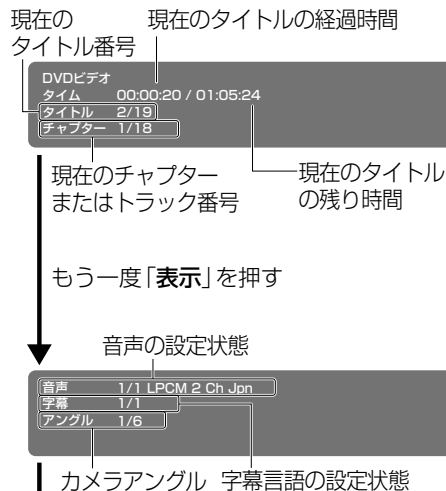 現在の
タイトル番号
現在のタイトルの経過時間
DVDビデオ
タイム 00:00:20 / 01:05:24
タイトル 2/19
チャプター 1/18
現在のチャプター
またはトラック番号
現在のタイトル
の残り時間
もう一度「表示」を押す
音声の設定状態
音声 1/1 LPCM 2 Ch Jpn
字幕 1/1
アングル 1/6
カメラアングル
字幕言語の設定状態